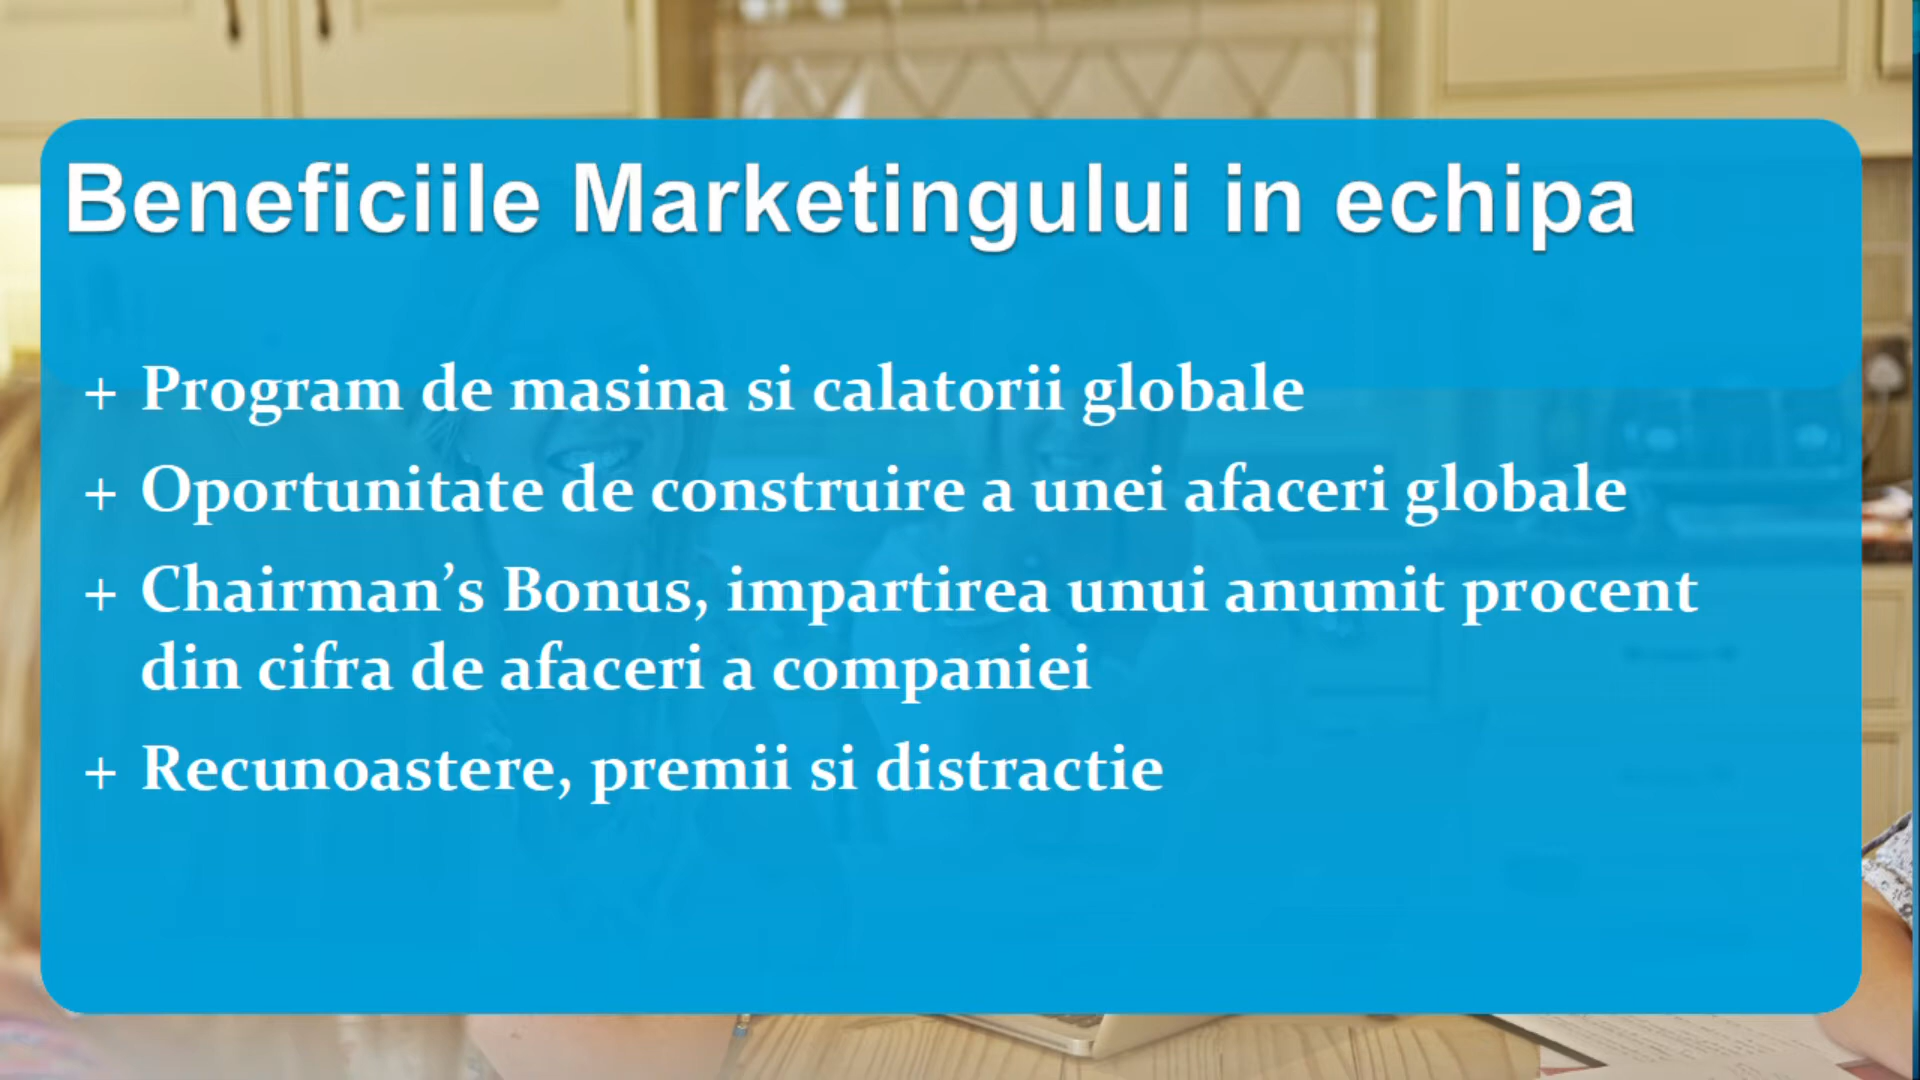 Beneficiile Marketingului in echipa
+ Program de masina si calatorii globale
+ Oportunitate de construire a unei afaceri globale
+ Chairman’s Bonus, impartirea unui anumit procent
din cifra de afaceri a companiei
+ Recunoastere, premii si distractie